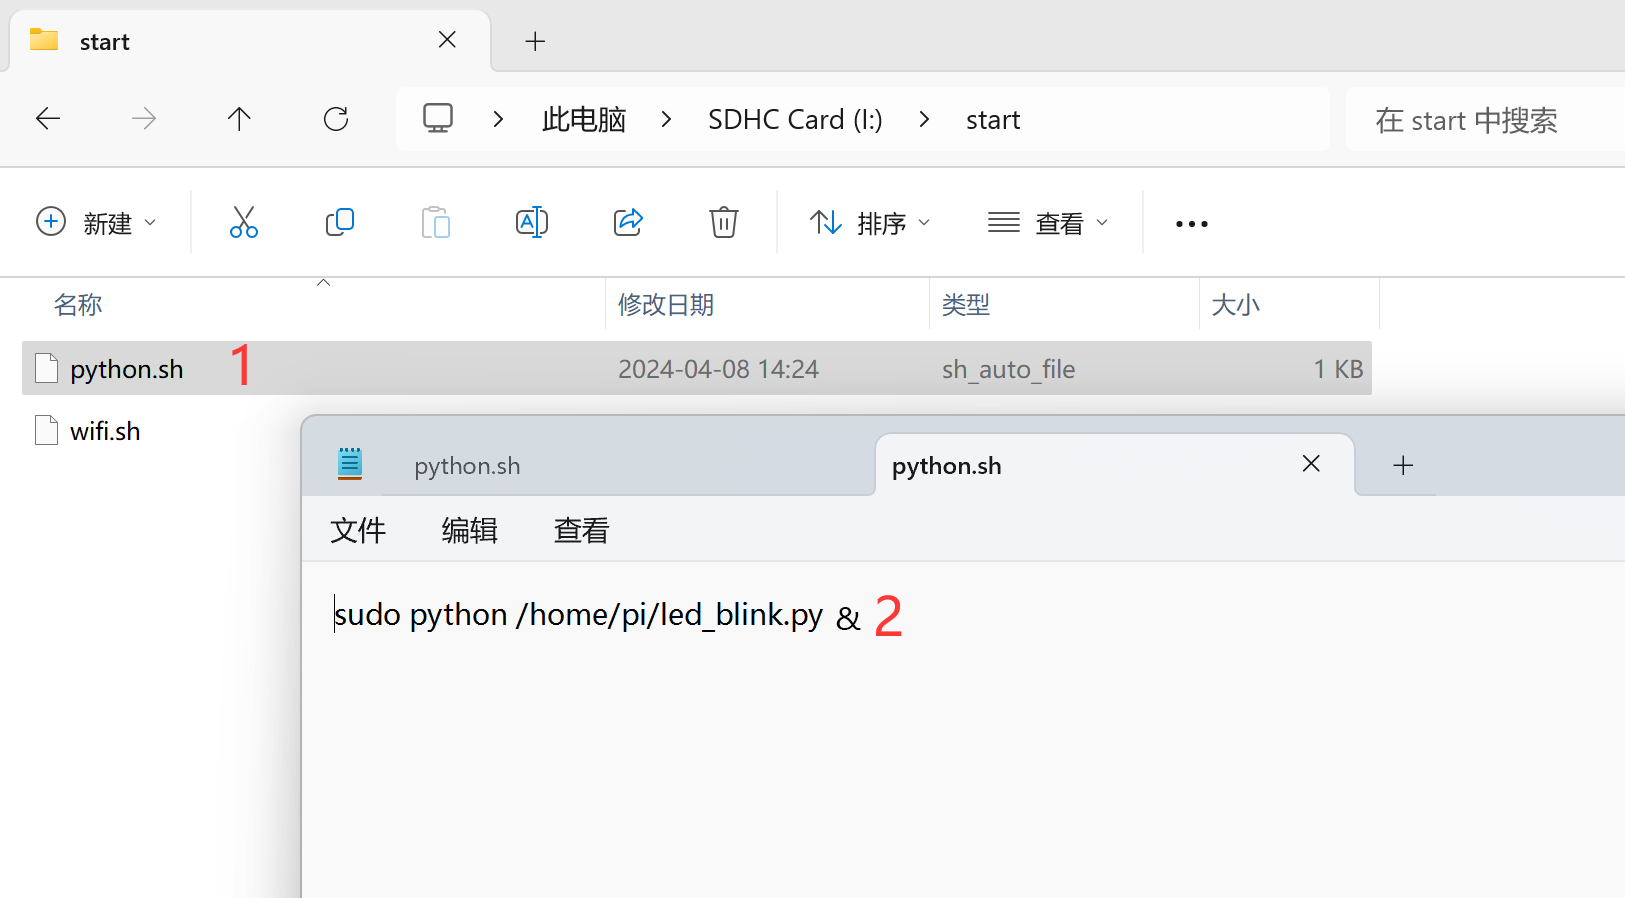 start
此电脑 SDHC Card (I:) start 在 start 中搜索
新建 排序 查看
名称 修改日期 类型 大小
python.sh 1 2024-04-08 14:24 sh_auto_file 1 KB
wifi.sh
python.sh python.sh
文件 编辑 查看
sudo python /home/pi/led_blink.py & 2